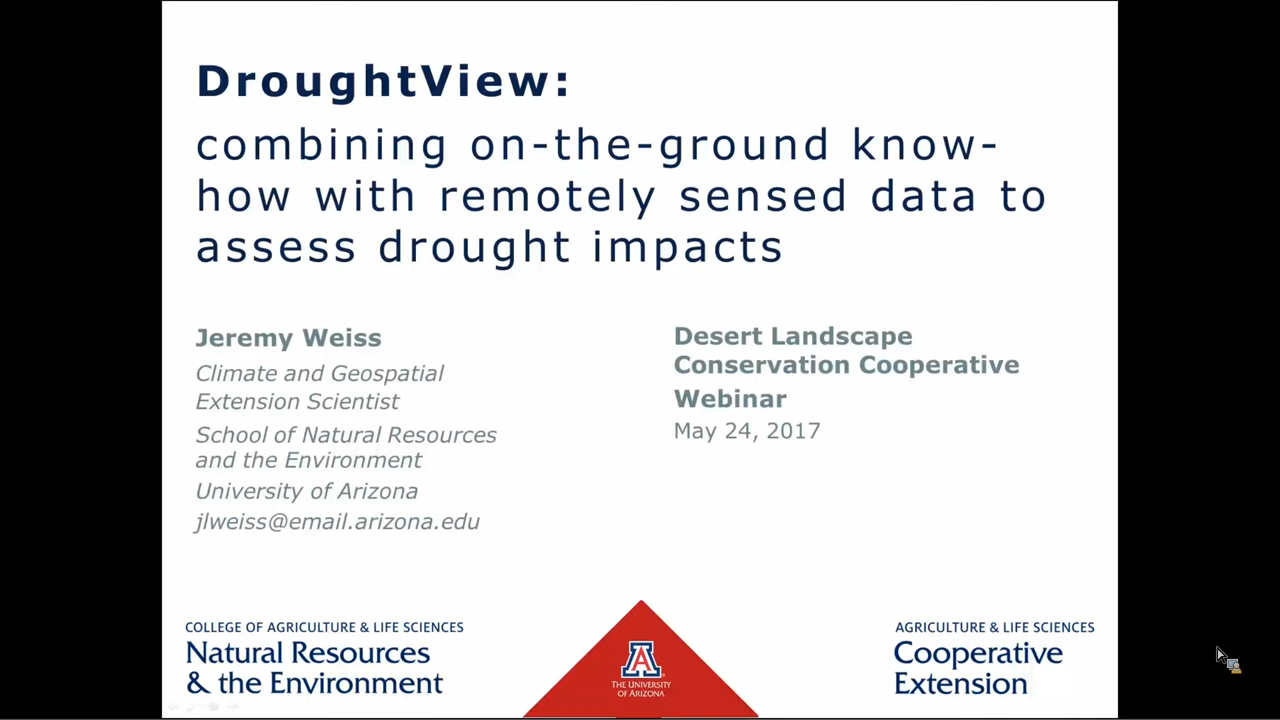 DroughtView:
combining on-the-ground know-
how with remotely sensed data to
assess drought impacts
Jeremy Weiss
Climate and Geospatial
Extension Scientist
School of Natural Resources
and the Environment
University of Arizona
jlweiss@email.arizona.edu
Desert Landscape
Conservation Cooperative
Webinar
May 24, 2017
COLLEGE OF AGRICULTURE & LIFE SCIENCES
Natural Resources
& the Environment
A
THE UNIVERSITY
OF ARIZONA
AGRICULTURE & LIFE SCIENCES
Cooperative
Extension